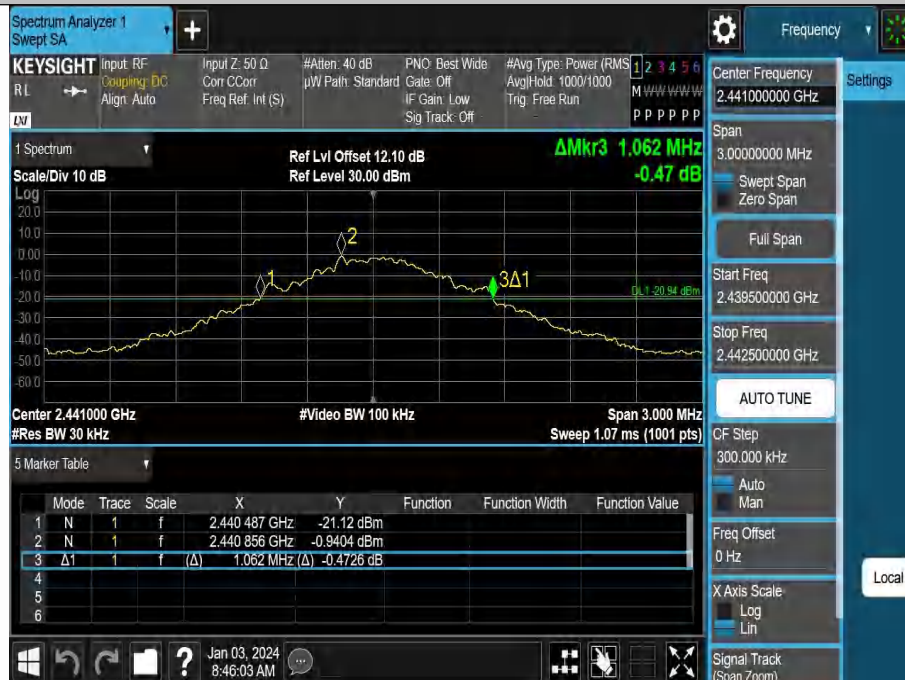 Spectrum Analyzer 1
Swept SA
+
Frequency
KEYSIGHT
RL
LXI
Input: RF
Coupling: DC
Align: Auto
Input Z: 50 Ω
Corr CCorr
Freq Ref: Int (S)
#Atten: 40 dB
µW Path: Standard
PNO: Best Wide
Gate: Off
IF Gain: Low
Sig Track: Off
#Avg Type: Power (RMS
Avg|Hold: 1000/1000
Trig: Free Run
1 2 3 4 5 6
M W W W W W
P P P P P P
1 Spectrum
Scale/Div 10 dB
Ref Lvl Offset 12.10 dB
Ref Level 30.00 dBm
ΔMkr3 1.062 MHz
-0.47 dB
Log
20.0
10.0
0.00
-10.0
-20.0
-30.0
-40.0
-50.0
-60.0
1
2
3Δ1
DL1 -20.94 dBm
Center 2.441000 GHz
#Video BW 100 kHz
Span 3.000 MHz
#Res BW 30 kHz
Sweep 1.07 ms (1001 pts)
5 Marker Table
Mode Trace Scale X Y Function Function Width Function Value
1 N 1 f 2.440 487 GHz -21.12 dBm
2 N 1 f 2.440 856 GHz -0.9404 dBm
3 Δ1 1 f (Δ) 1.062 MHz (Δ) -0.4726 dB
4
5
6
?
Jan 03, 2024
8:46:03 AM
Center Frequency
2.441000000 GHz
Settings
Span
3.00000000 MHz
Swept Span
Zero Span
Full Span
Start Freq
2.439500000 GHz
Stop Freq
2.442500000 GHz
AUTO TUNE
CF Step
300.000 kHz
Auto
Man
Freq Offset
0 Hz
Local
X Axis Scale
Log
Lin
Signal Track
(Span Zoom)